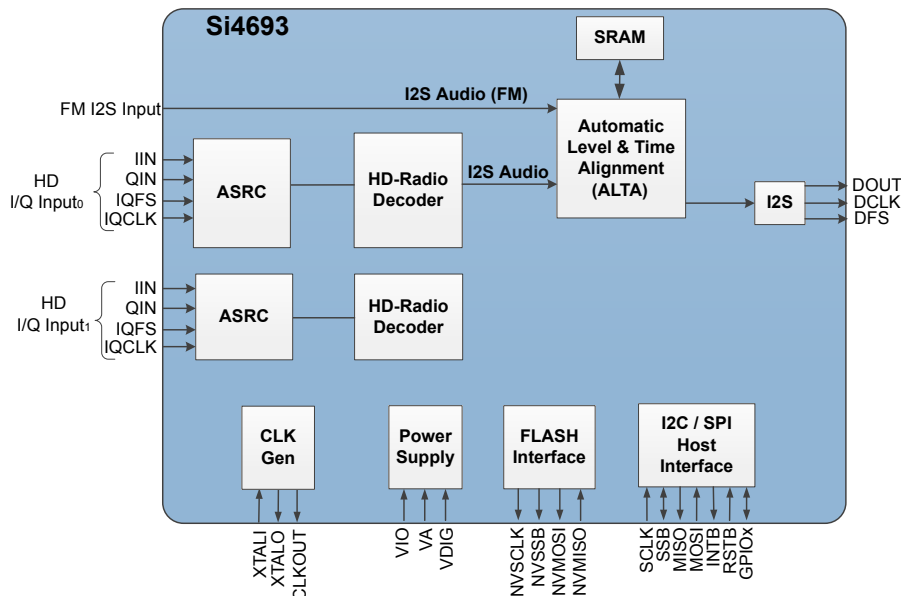 Si4693
SRAM
FM I2S Input
I2S Audio (FM)
Automatic
Level & Time
Alignment
(ALTA)
HD
I/Q Input0
IIN
QIN
IQFS
IQCLK
ASRC
HD-Radio
Decoder
I2S Audio
I2S
DOUT
DCLK
DFS
HD
I/Q Input1
IIN
QIN
IQFS
IQCLK
ASRC
HD-Radio
Decoder
CLK
Gen
Power
Supply
FLASH
Interface
I2C / SPI
Host
Interface
XTALI
XTALO
CLKOUT
VIO
VA
VDIG
NVSCLK
NVSSB
NVMOSI
NVMISO
SCLK
SSB
MISO
MOSI
INTB
RSTB
GPIOx